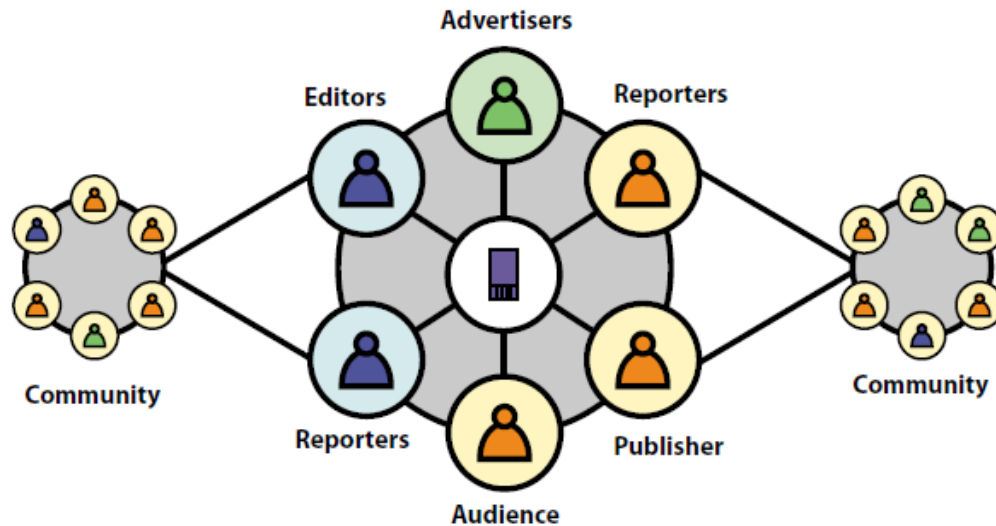 Advertisers
Editors
Reporters
Community
Community
Reporters
Publisher
Audience